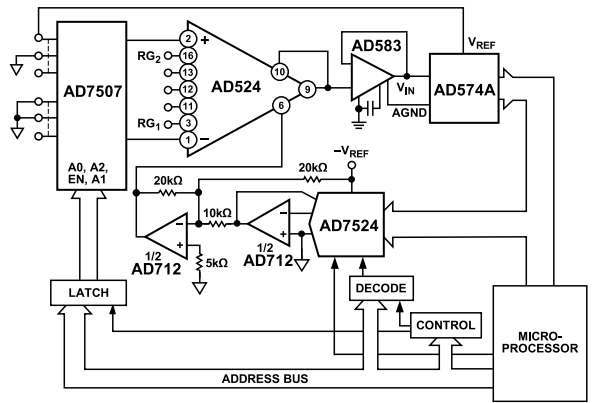 VREF
2
+
RG2
16
13
12
11
RG1
3
1
–
AD524
10
9
6
AD583
VIN
AGND
AD574A
AD7507
A0, A2,
EN, A1
20kΩ
20kΩ
–VREF
10kΩ
–
+
1/2
AD712
5kΩ
–
+
1/2
AD712
AD7524
LATCH
DECODE
CONTROL
MICRO-
PROCESSOR
ADDRESS BUS